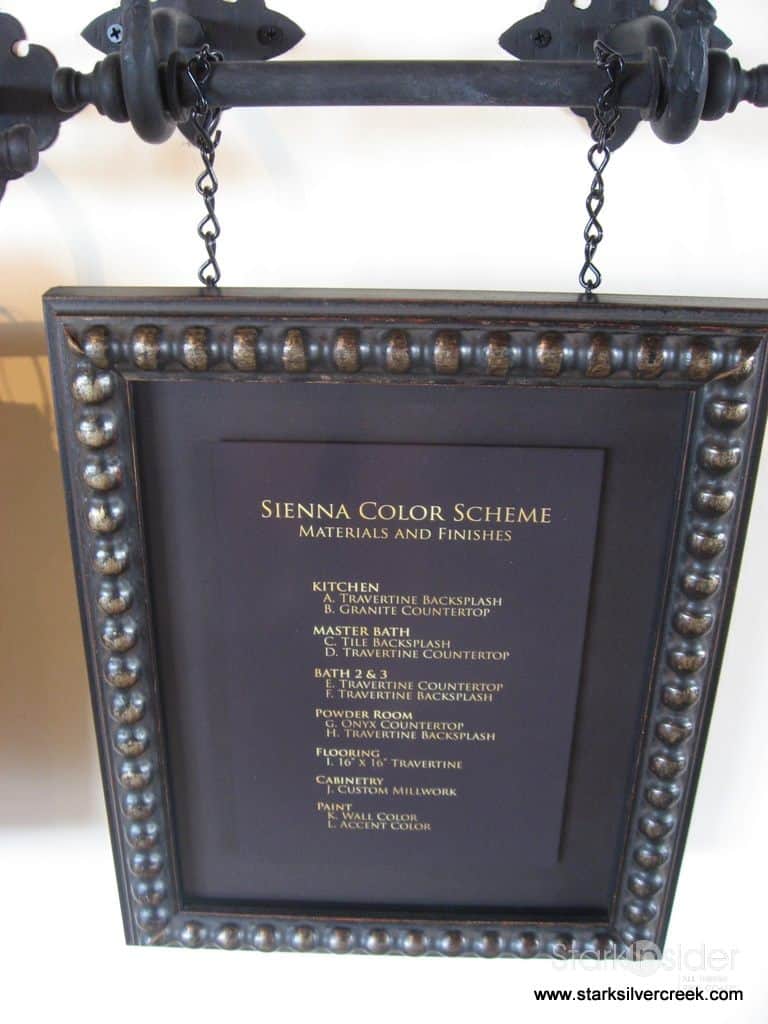 Sienna Color Scheme
Materials and Finishes
KITCHEN
A. Travertine Backsplash
B. Granite Countertop
MASTER BATH
C. Tile Backsplash
D. Travertine Countertop
BATH 2 & 3
E. Travertine Countertop
F. Travertine Backsplash
Powder Room
G. Onyx Countertop
H. Travertine Backsplash
Flooring
I. 16" x 16" Travertine
Cabinetry
J. Custom Millwork
Paint
K. Wall Color
L. Accent Color
StarkInsider
www.starksilvercreek.com